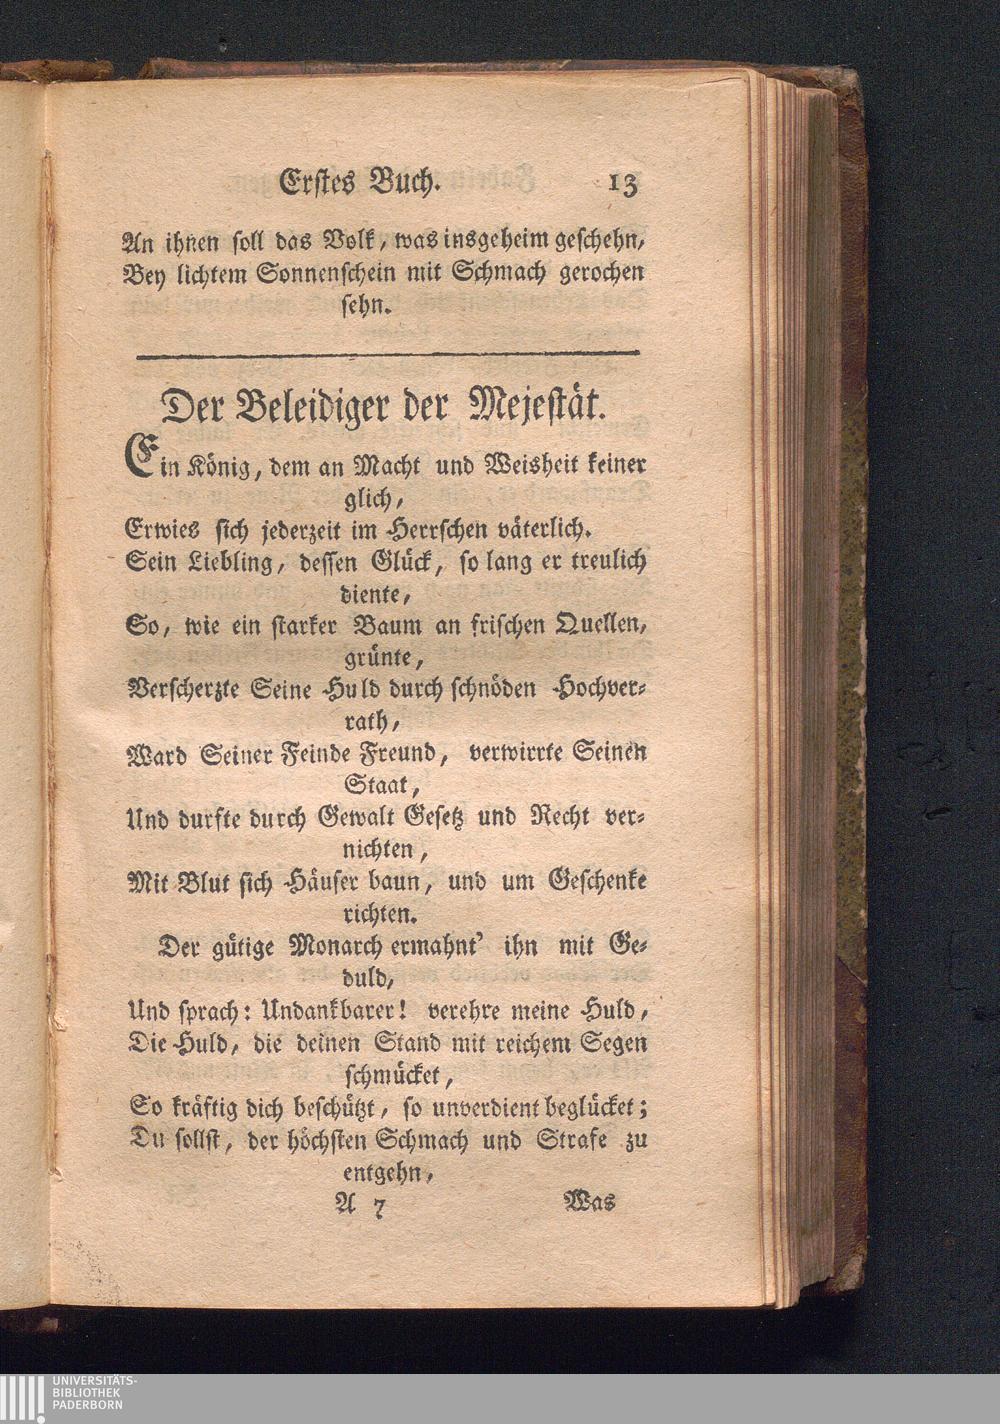 Erstes Buch. 13
An ihnen soll das Volk, was insgeheim geschehn,
Bey lichtem Sonnenschein mit Schmach gerochen
sehn.
Der Beleidiger der Mejestät.
Ein König, dem an Macht und Weisheit keiner
glich,
Erwies sich jederzeit im Herrschen väterlich.
Sein Liebling, dessen Glück, so lang er treulich
diente,
So, wie ein starker Baum an frischen Quellen,
grünte,
Verscherzte Seine Huld durch schnöden Hochver-
rath,
Ward Seiner Feinde Freund, verwirrte Seinen
Staat,
Und durfte durch Gewalt Gesetz und Recht ver-
nichten,
Mit Blut sich Häuser baun, und um Geschenke
richten.
Der gütige Monarch ermahnt' ihn mit Ge-
duld,
Und sprach: Undankbarer! verehre meine Huld,
Die Huld, die deinen Stand mit reichem Segen
schmücket,
So kräftig dich beschützt, so unverdient beglücket;
Du sollst, der höchsten Schmach und Strafe zu
entgehn,
A 7 Was
UNIVERSITÄTS-
BIBLIOTHEK
PADERBORN